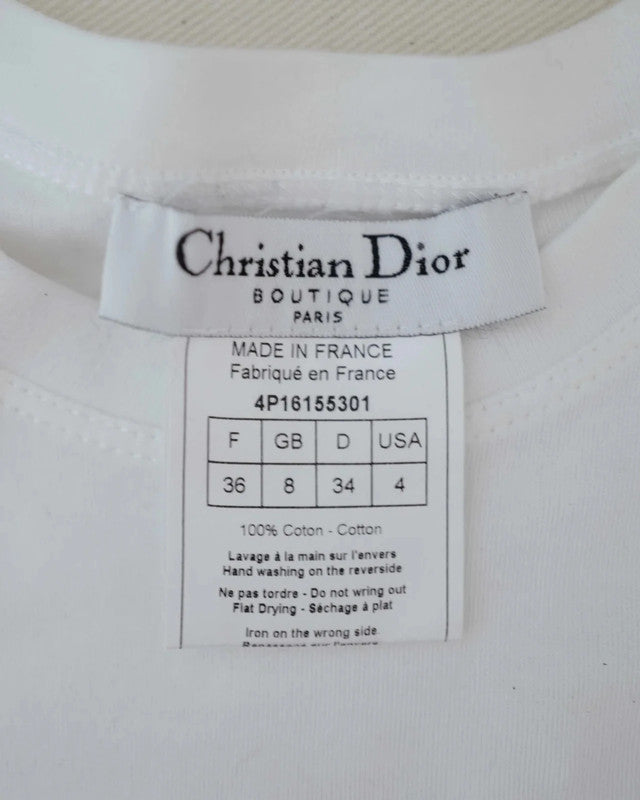 Christian Dior
BOUTIQUE
PARIS
MADE IN FRANCE
Fabriqué en France
4P16155301
F GB D USA
36 8 34 4
100% Coton - Cotton
Lavage à la main sur l'envers
Hand washing on the reverside
Ne pas tordre - Do not wring out
Flat Drying - Séchage à plat
Iron on the wrong side